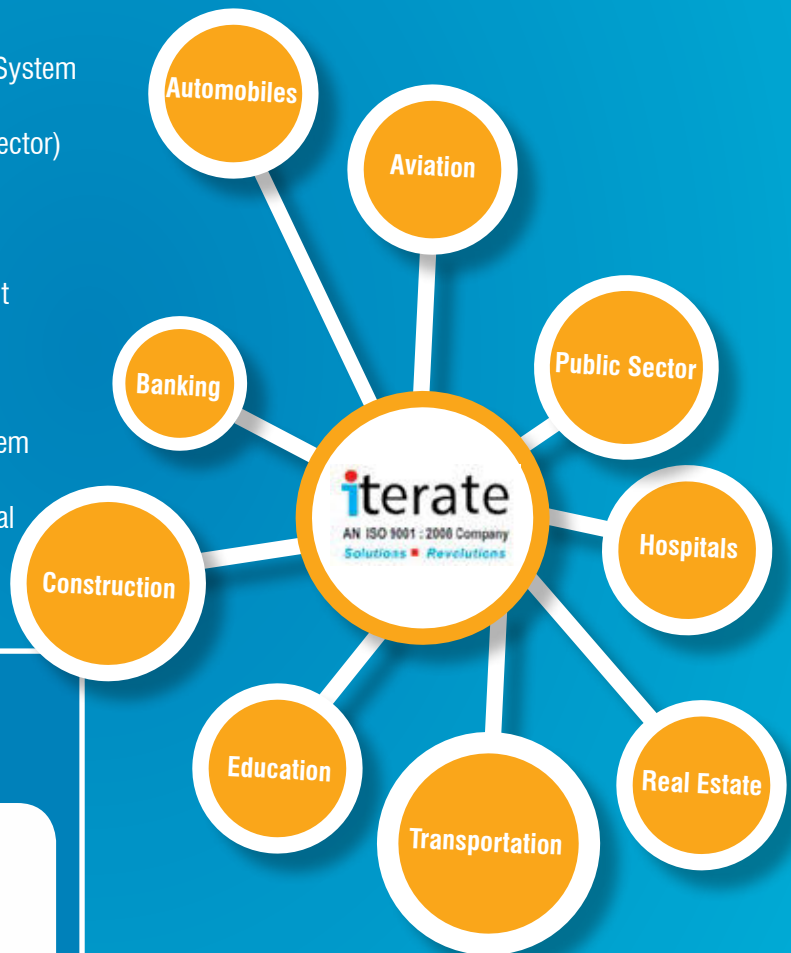 System
ector)
t
em
al
Automobiles
Aviation
Public Sector
Banking
iterate
AN ISO 9001 : 2008 Company
Solutions ■ Revolutions
Hospitals
Construction
Education
Real Estate
Transportation